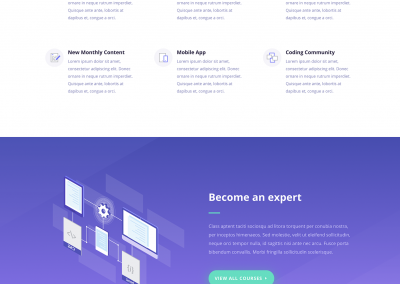 ornare in neque rutrum imperdiet.
Quisque ante ante, lobortis at
dapibus et, congue a orci.
ornare in neque rutrum imperdiet.
Quisque ante ante, lobortis at
dapibus et, congue a orci.
ornare in neque rutrum imperdiet.
Quisque ante ante, lobortis at
dapibus et, congue a orci.
New Monthly Content
Lorem ipsum dolor sit amet,
consectetur adipiscing elit. Donec
ornare in neque rutrum imperdiet.
Quisque ante ante, lobortis at
dapibus et, congue a orci.
Mobile App
Lorem ipsum dolor sit amet,
consectetur adipiscing elit. Donec
ornare in neque rutrum imperdiet.
Quisque ante ante, lobortis at
dapibus et, congue a orci.
Coding Community
Lorem ipsum dolor sit amet,
consectetur adipiscing elit. Donec
ornare in neque rutrum imperdiet.
Quisque ante ante, lobortis at
dapibus et, congue a orci.
Become an expert
Class aptent taciti sociosqu ad litora torquent per conubia nostra,
per inceptos himenaeos. Sed molestie, velit ut eleifend sollicitudin,
neque orci tempor nulla, id sagittis nisi ante nec arcu. Fusce porta
bibendum convallis. Morbi fringilla sollicitudin scelerisque.
VIEW ALL COURSES